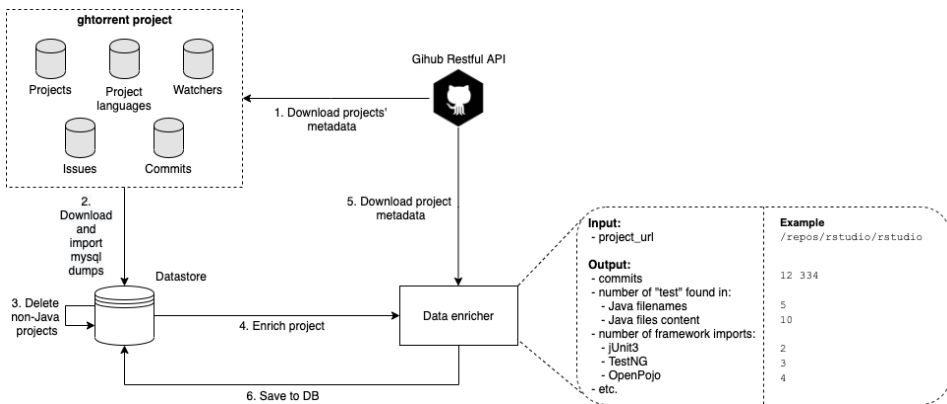 ghtorrent project
Projects
Project
languages
Watchers
Issues
Commits
Gihub Restful API
1. Download projects'
metadata
2.
Download
and
import
mysql
dumps
5. Download project
metadata
Datastore
3. Delete
non-Java
projects
4. Enrich project
Data enricher
6. Save to DB
Input:
- project_url
Output:
- commits
- number of "test" found in:
- Java filenames
- Java files content
- number of framework imports:
- jUnit3
- TestNG
- OpenPojo
- etc.
Example
/repos/rstudio/rstudio
12 334
5
10
2
3
4